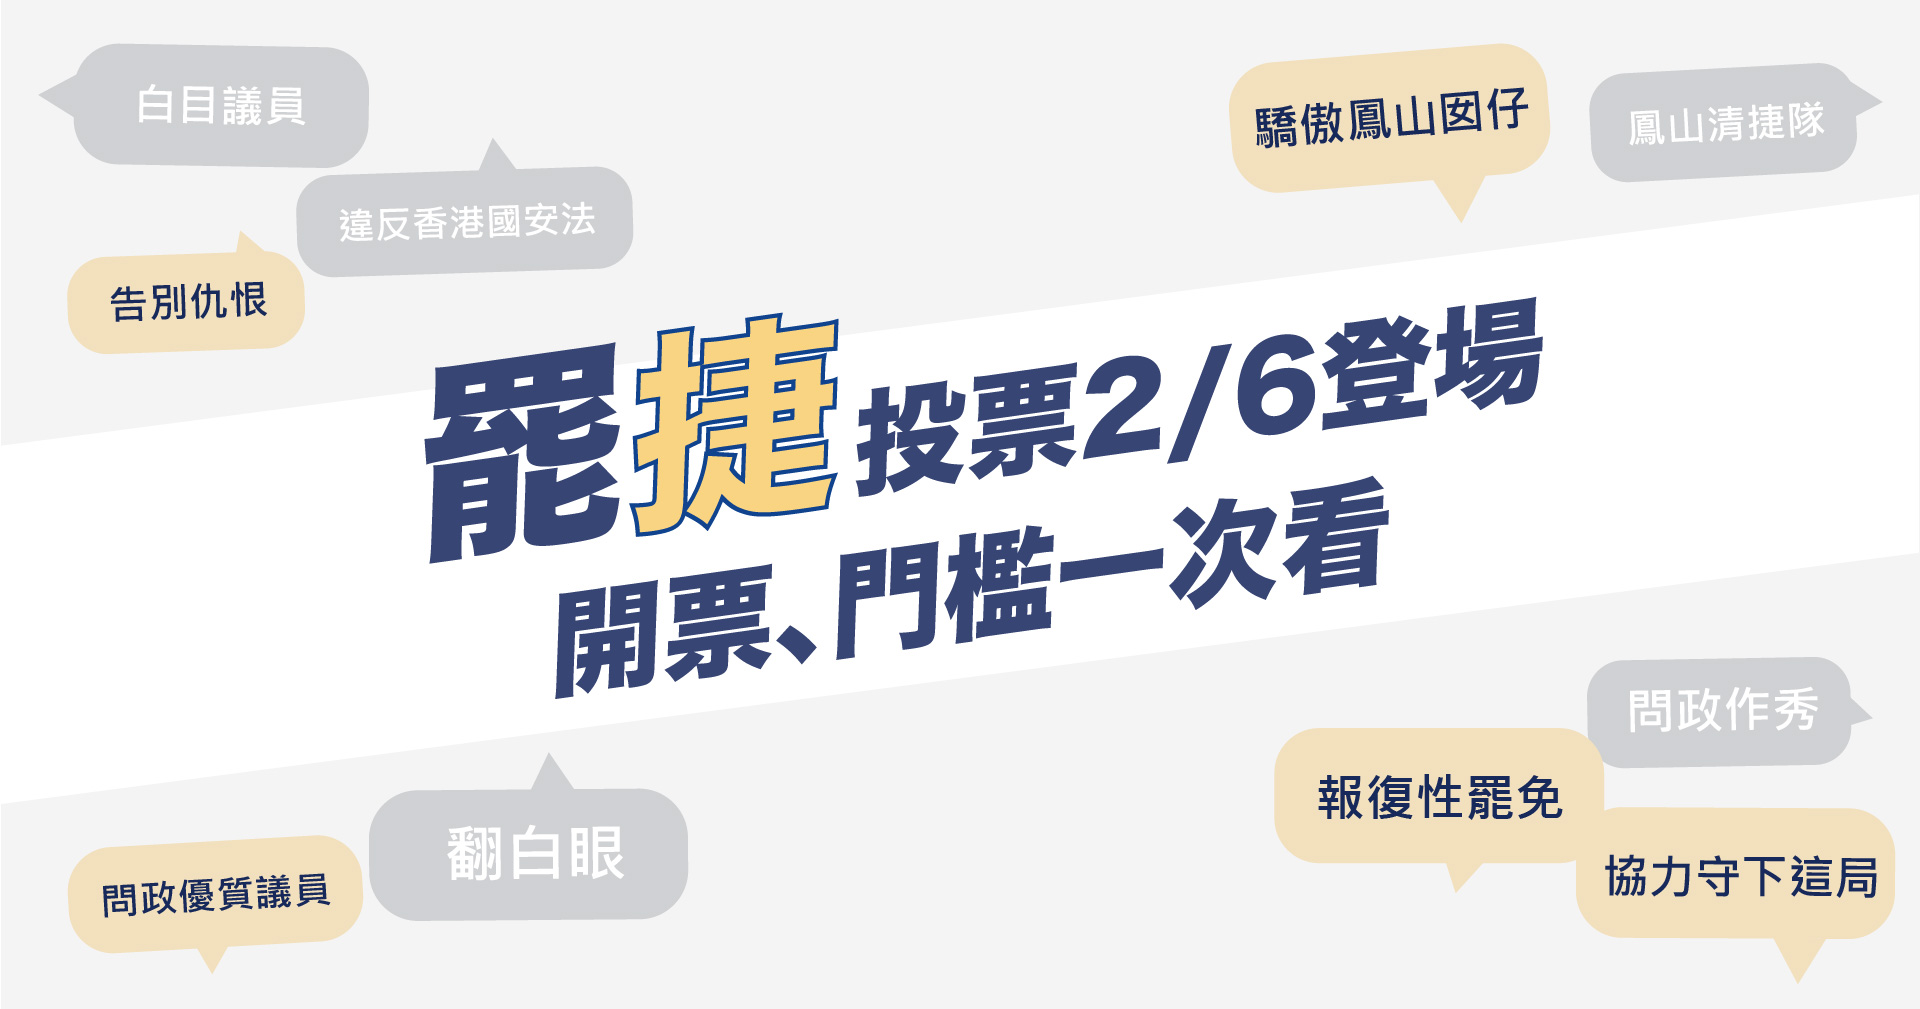 白目議員
違反香港國安法
告別仇恨
驕傲鳳山囡仔
鳳山清捷隊
罷捷投票2/6登場
開票、門檻一次看
問政優質議員
翻白眼
問政作秀
報復性罷免
協力守下這局